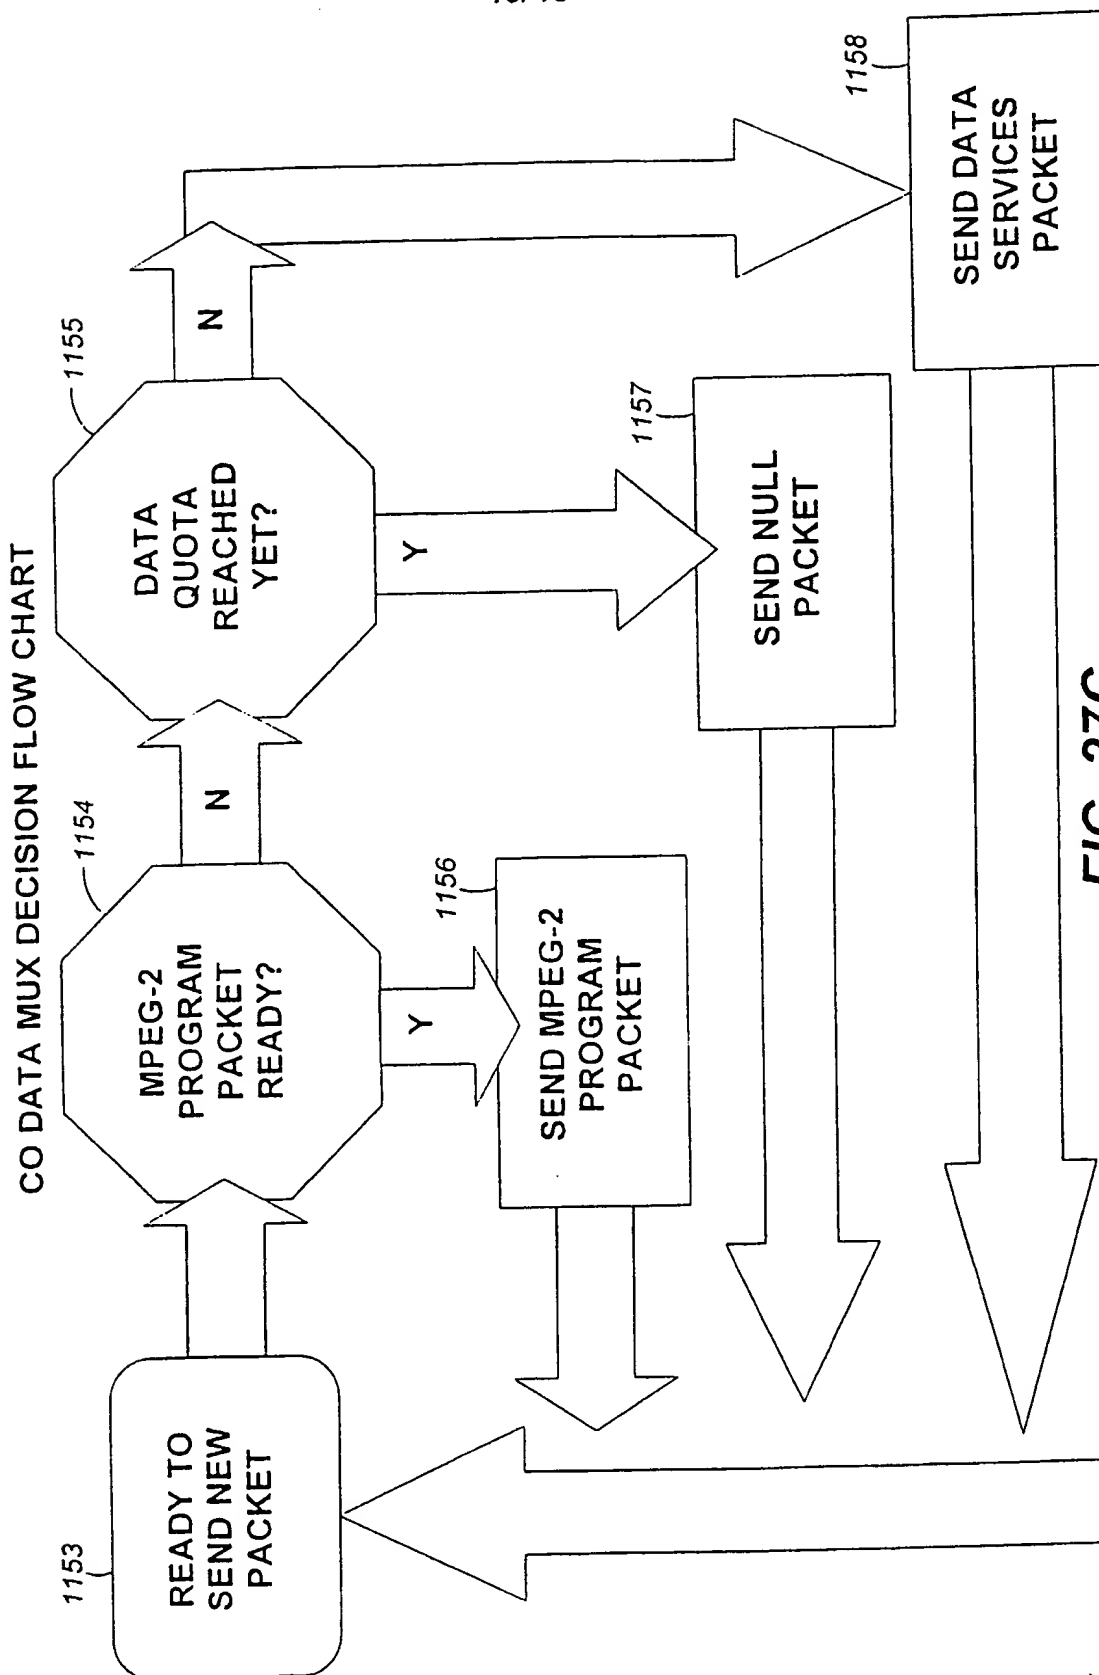 CO DATA MUX DECISION FLOW CHART
1153
READY TO
SEND NEW
PACKET
1154
MPEG-2
PROGRAM
PACKET
READY?
N
Y
1155
DATA
QUOTA
REACHED
YET?
N
Y
1156
SEND MPEG-2
PROGRAM
PACKET
1157
SEND NULL
PACKET
1158
SEND DATA
SERVICES
PACKET
FIG. 27C